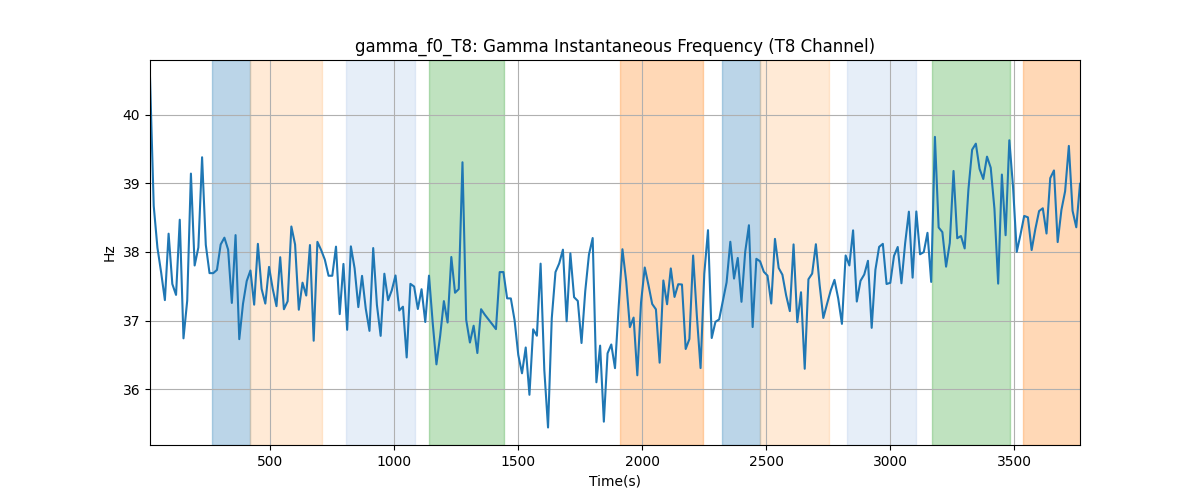 gamma_f0_T8: Gamma Instantaneous Frequency (T8 Channel)
Hz
40
39
38
37
36
500 1000 1500 2000 2500 3000 3500
Time(s)